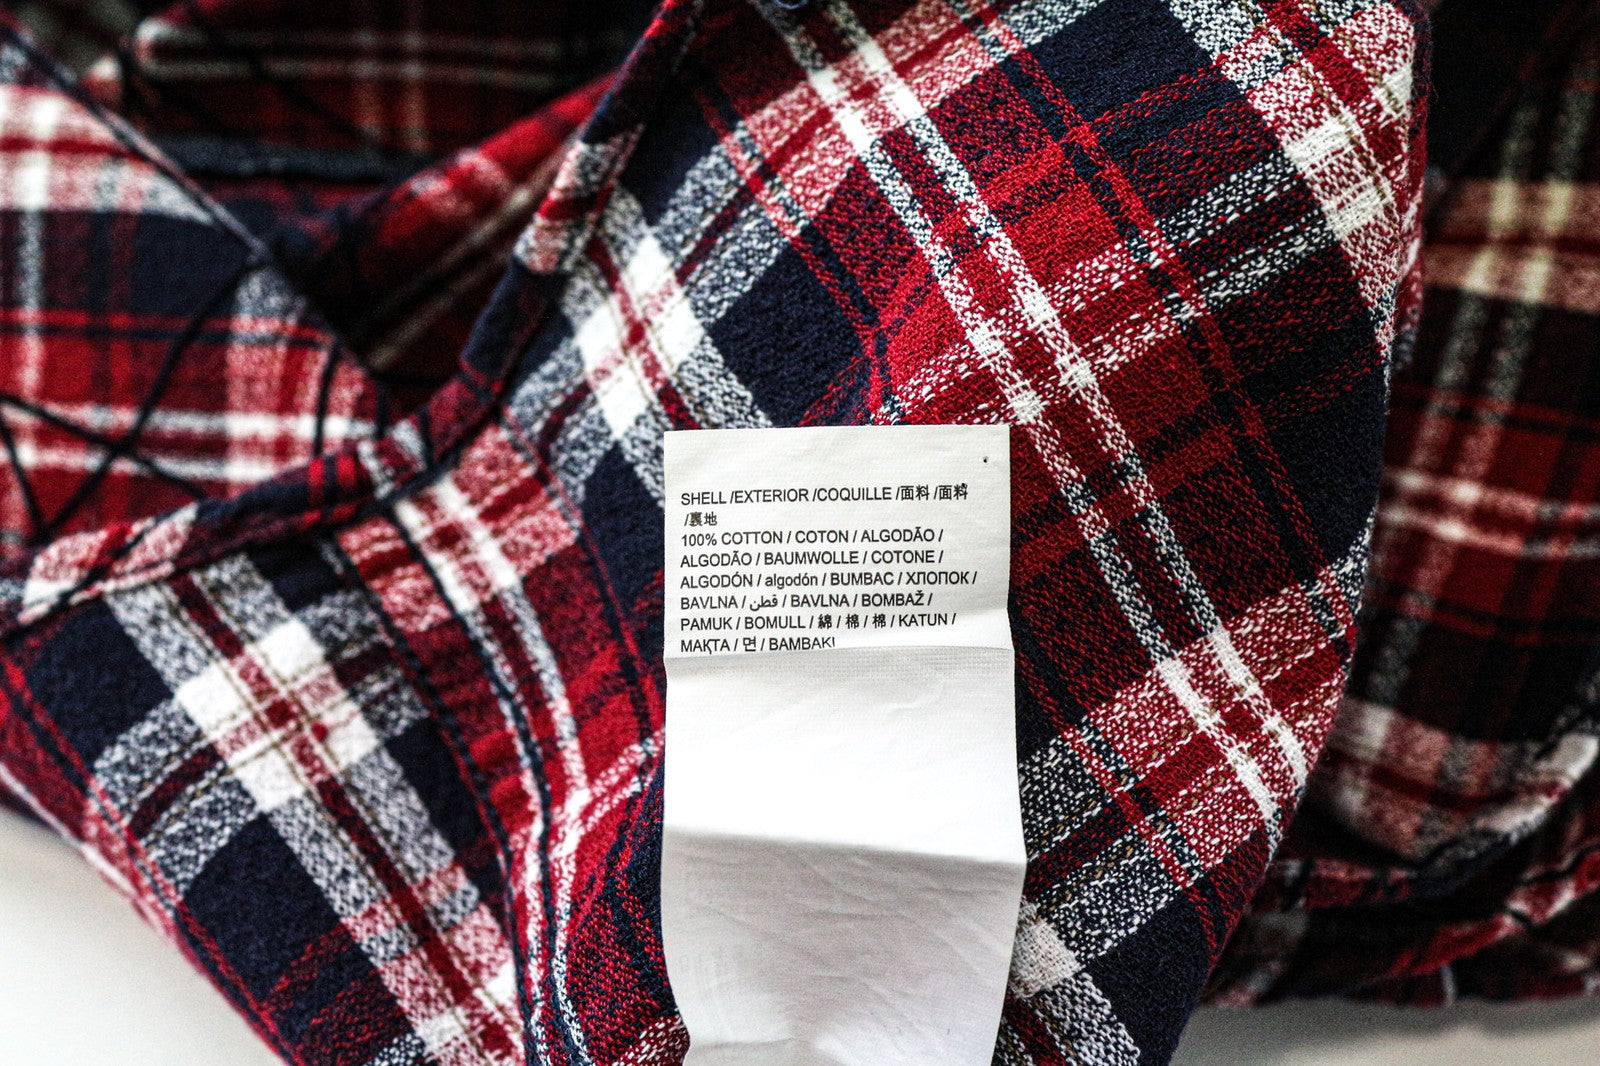 SHELL /EXTERIOR /COQUILLE /面料 /面料
/裏地
100% COTTON / COTON / ALGODÃO /
ALGODÃO / BAUMWOLLE / COTONE /
ALGODÓN / algodón / BUMBAC / ХЛОПОК /
BAVLNA / قطن / BAVLNA / BOMBAŽ /
PAMUK / BOMULL / 綿 / 棉 / 棉 / KATUN /
МАҚТА / 면 / BAMBAKI